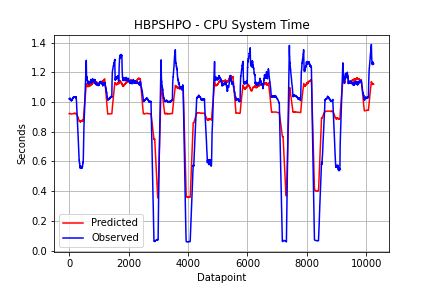 HBPSHPO - CPU System Time
1.4
1.2
1.0
0.8
0.6
0.4
0.2
0.0
Seconds
Predicted
Observed
0 2000 4000 6000 8000 10000
Datapoint